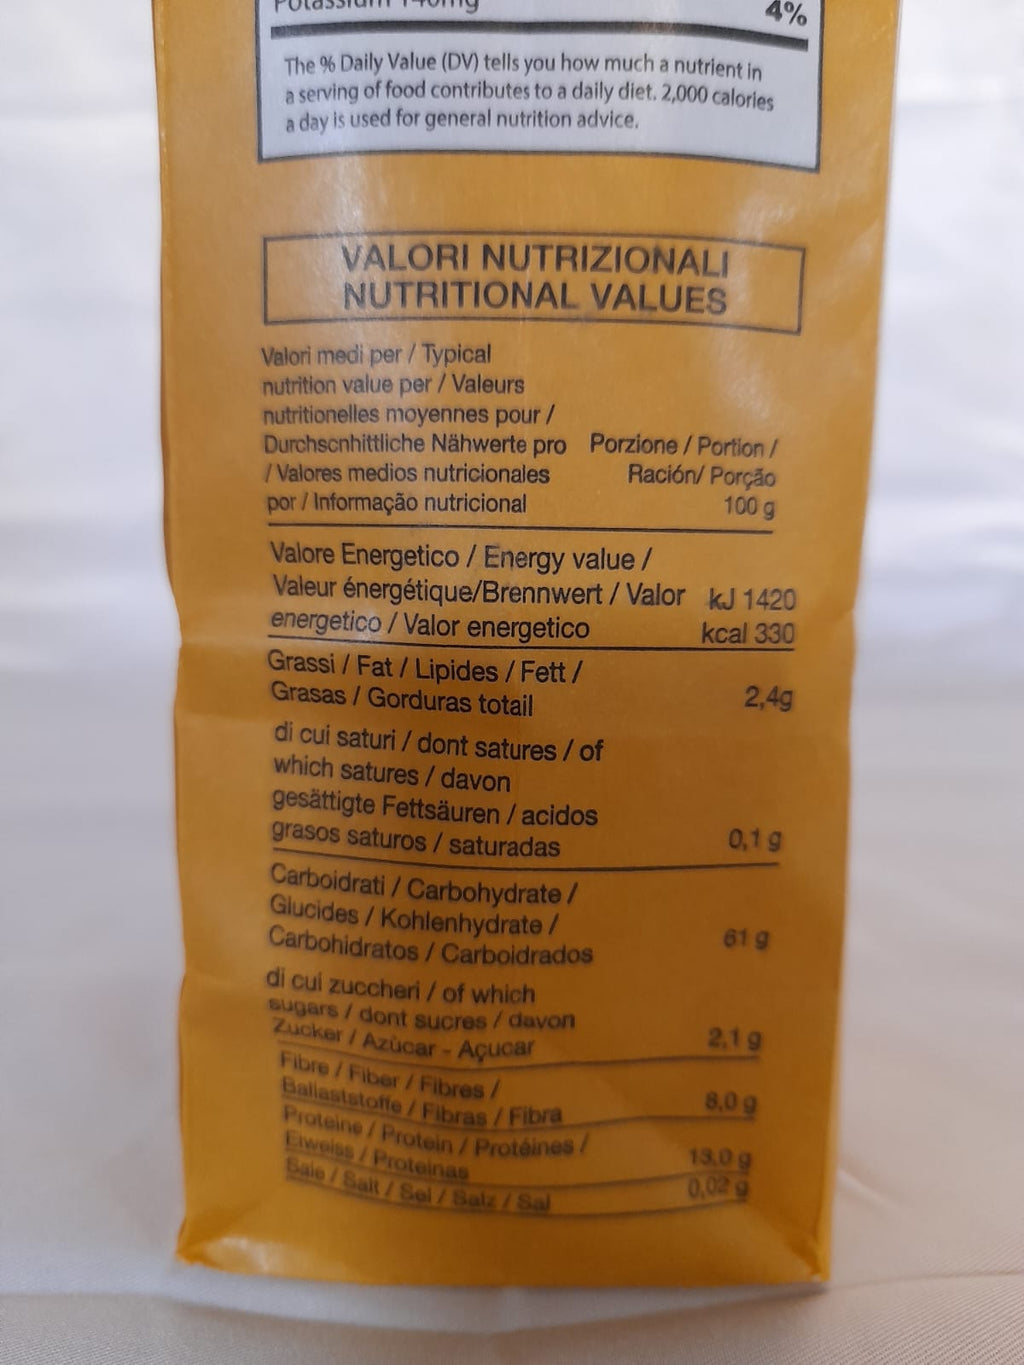 Potassium 140mg 4%
The % Daily Value (DV) tells you how much a nutrient in
a serving of food contributes to a daily diet. 2,000 calories
a day is used for general nutrition advice.
VALORI NUTRIZIONALI
NUTRITIONAL VALUES
Valori medi per / Typical
nutrition value per / Valeurs
nutritionelles moyennes pour /
Durchscnhittliche Nähwerte pro Porzione / Portion /
/ Valores medios nutricionales Ración/ Porção
por / Informação nutricional 100 g
Valore Energetico / Energy value /
Valeur énergétique/Brennwert / Valor kJ 1420
energetico / Valor energetico kcal 330
Grassi / Fat / Lipides / Fett /
Grasas / Gorduras totail 2,4g
di cui saturi / dont satures / of
which satures / davon
gesättigte Fettsäuren / acidos
grasos saturos / saturadas 0,1 g
Carboidrati / Carbohydrate /
Glucides / Kohlenhydrate /
Carbohidratos / Carboidrados 61 g
di cui zuccheri / of which
sugars / dont sucres / davon
Zucker / Azùcar - Açucar 2,1 g
Fibre / Fiber / Fibres /
Ballaststoffe / Fibras / Fibra 8,0 g
Proteine / Protein / Protéines /
Eiweiss / Proteinas 13,0 g
Sale / Salt / Sel / Salz / Sal 0,02 g